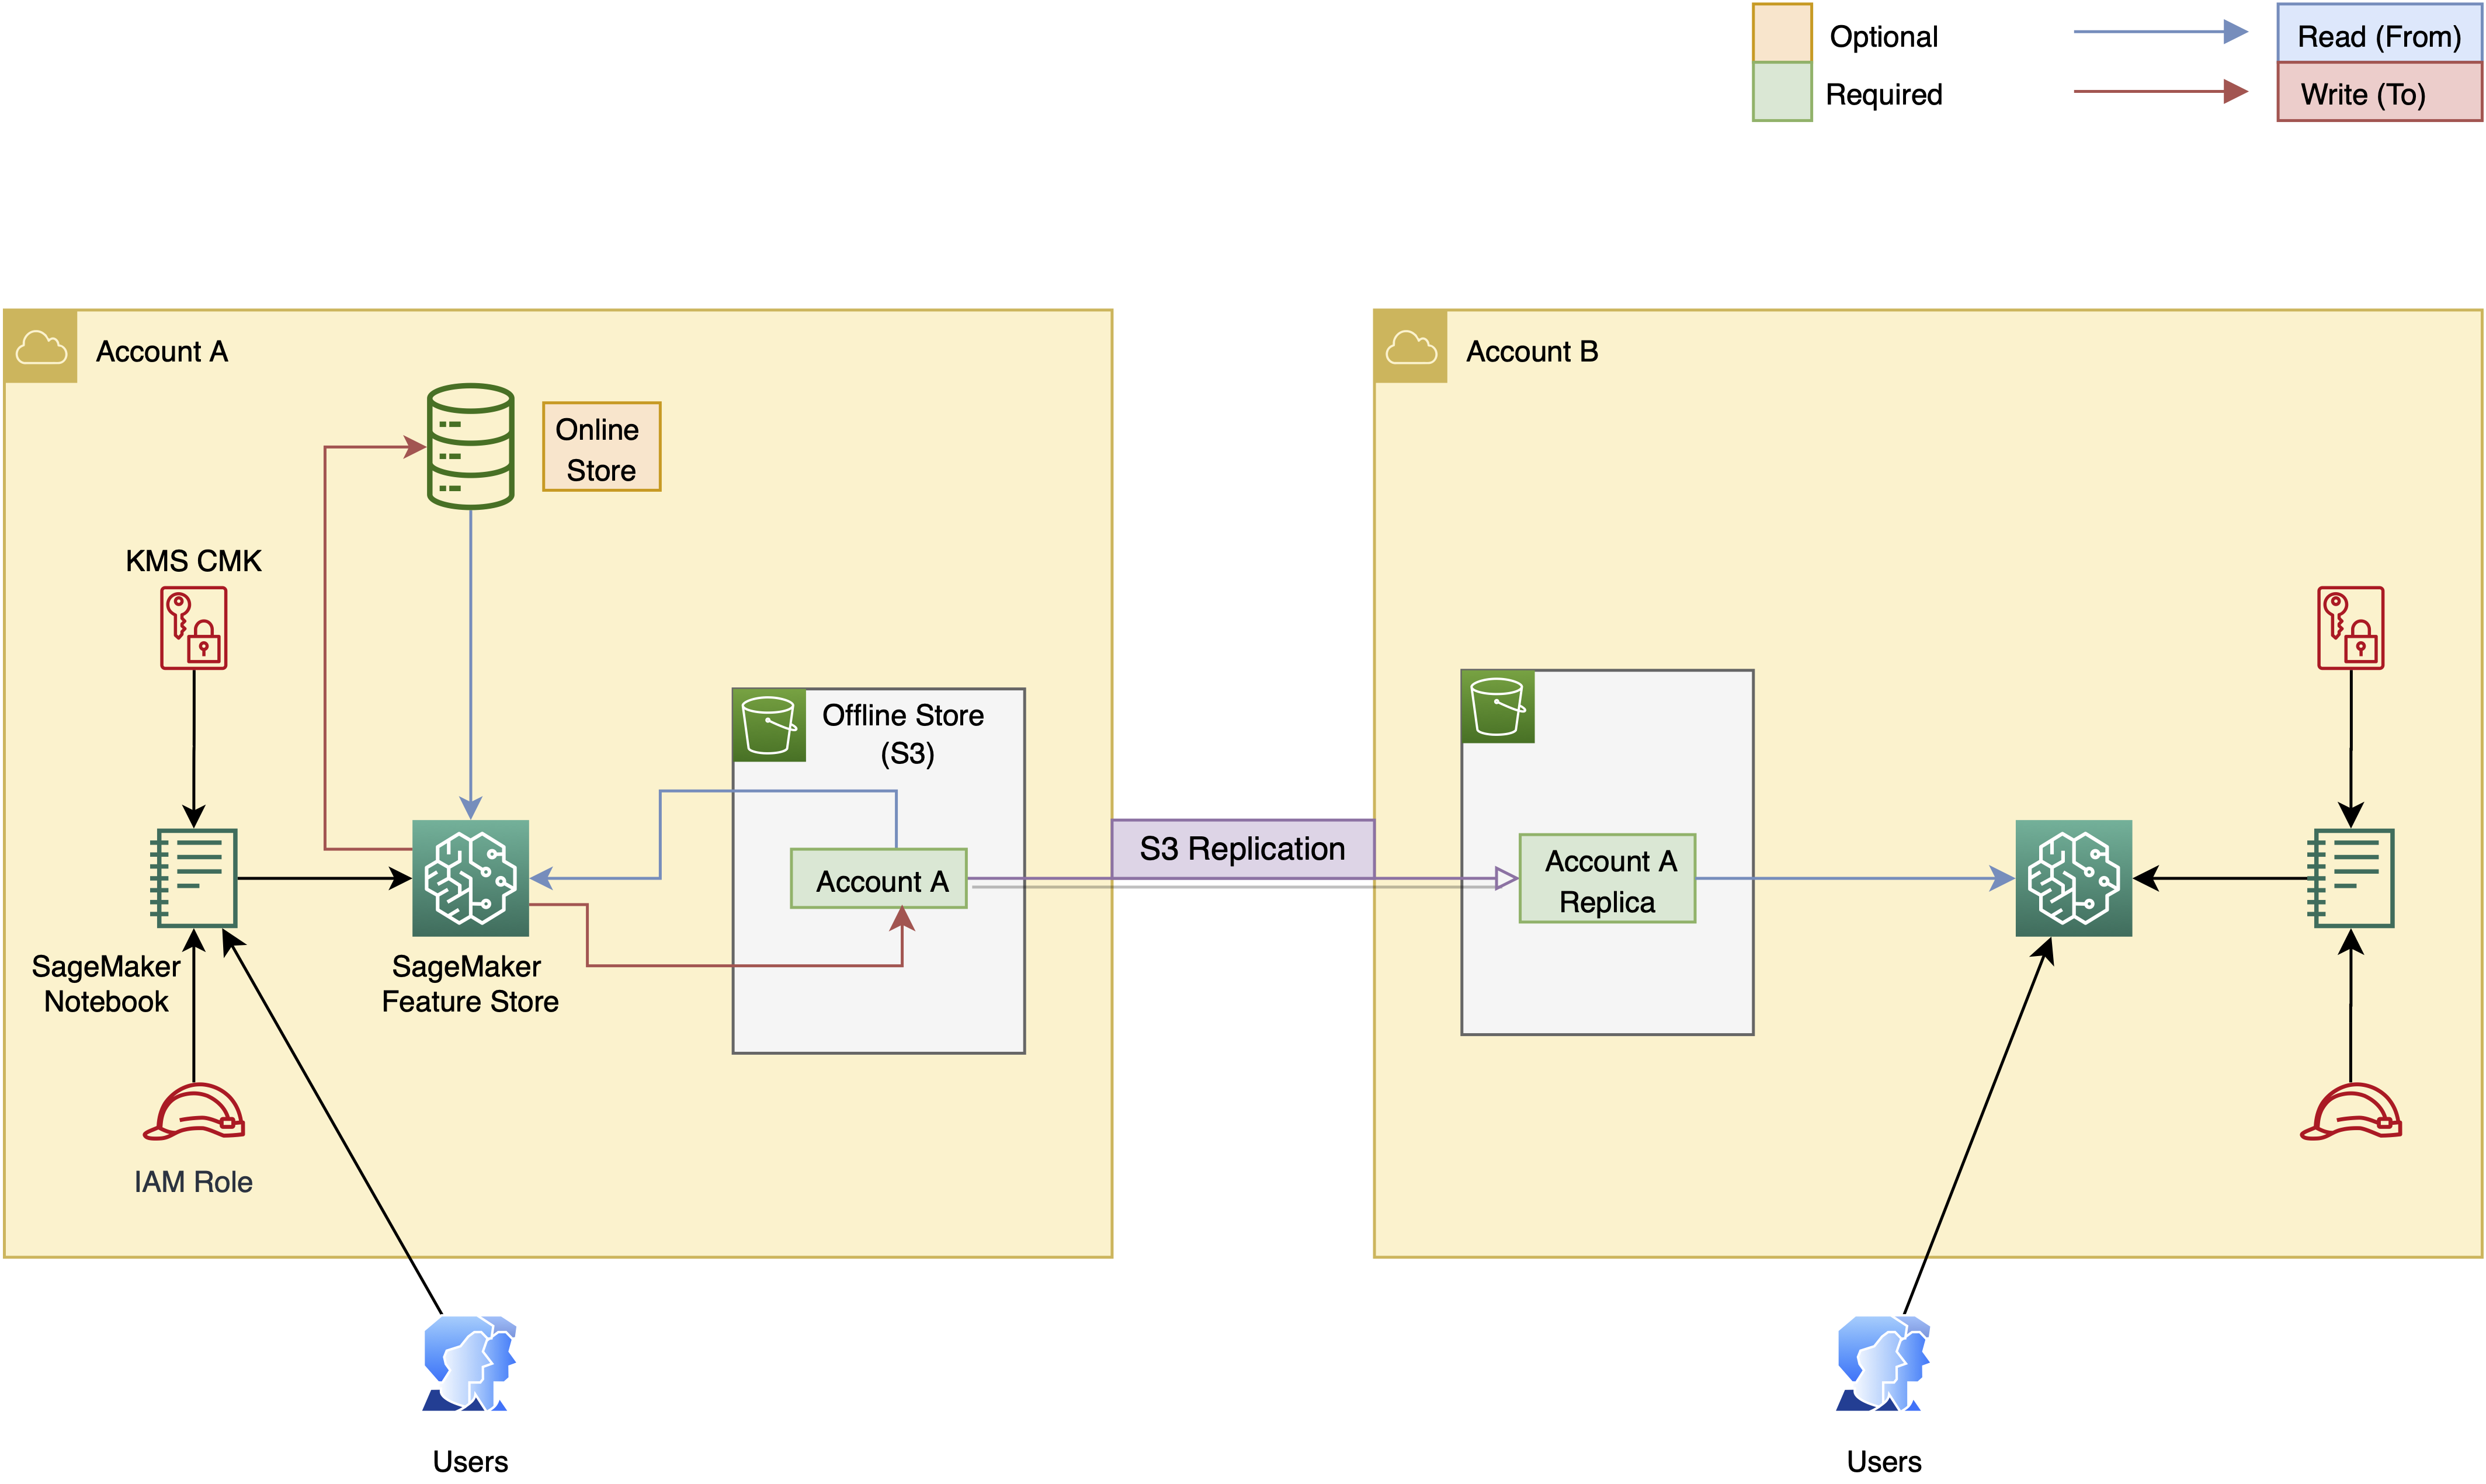 Optional
Read (From)
Required
Write (To)
Account A
Account B
Online
Store
KMS CMK
Offline Store
(S3)
S3 Replication
Account A
Account A
Replica
SageMaker
Notebook
SageMaker
Feature Store
IAM Role
Users
Users